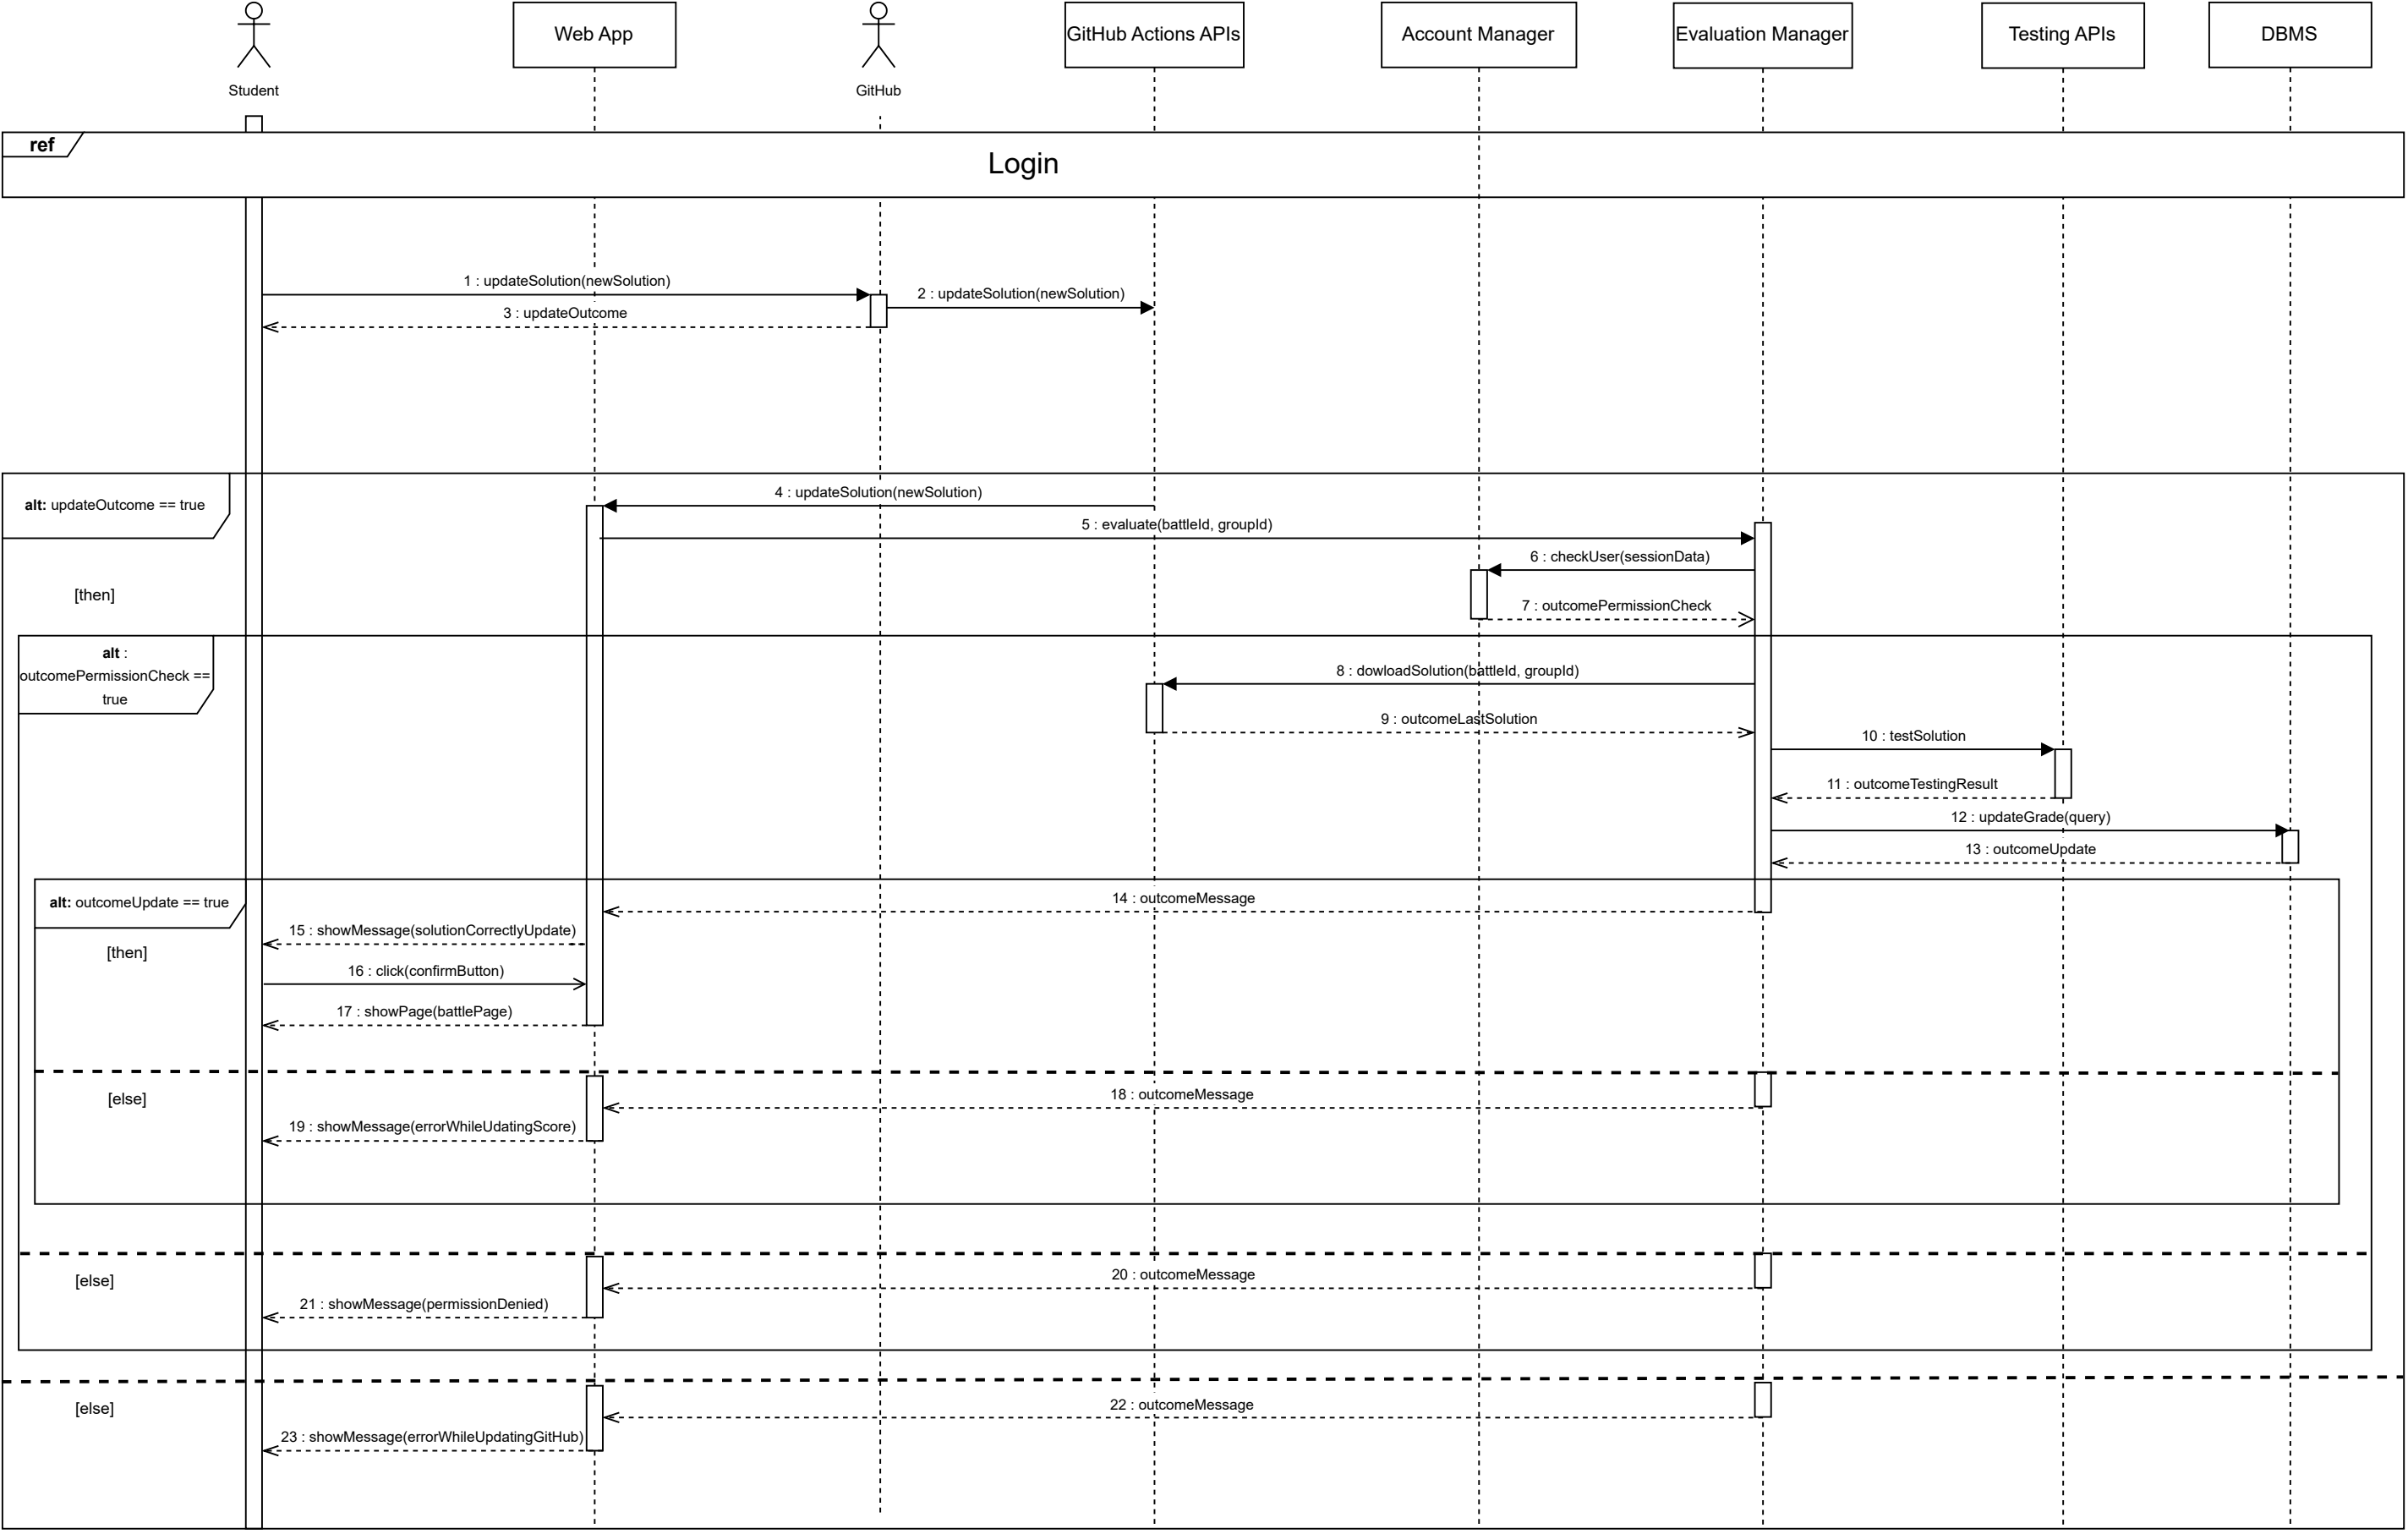 Web App
GitHub Actions APIs
Account Manager
Evaluation Manager
Testing APIs
DBMS
Student
GitHub
ref
Login
1 : updateSolution(newSolution)
2 : updateSolution(newSolution)
3 : updateOutcome
alt: updateOutcome == true
4 : updateSolution(newSolution)
5 : evaluate(battleId, groupId)
6 : checkUser(sessionData)
[then]
7 : outcomePermissionCheck
alt :
outcomePermissionCheck ==
true
8 : dowloadSolution(battleId, groupId)
9 : outcomeLastSolution
10 : testSolution
11 : outcomeTestingResult
12 : updateGrade(query)
13 : outcomeUpdate
alt: outcomeUpdate == true
14 : outcomeMessage
15 : showMessage(solutionCorrectlyUpdate)
[then]
16 : click(confirmButton)
17 : showPage(battlePage)
[else]
18 : outcomeMessage
19 : showMessage(errorWhileUdatingScore)
[else]
20 : outcomeMessage
21 : showMessage(permissionDenied)
[else]
22 : outcomeMessage
23 : showMessage(errorWhileUpdatingGitHub)